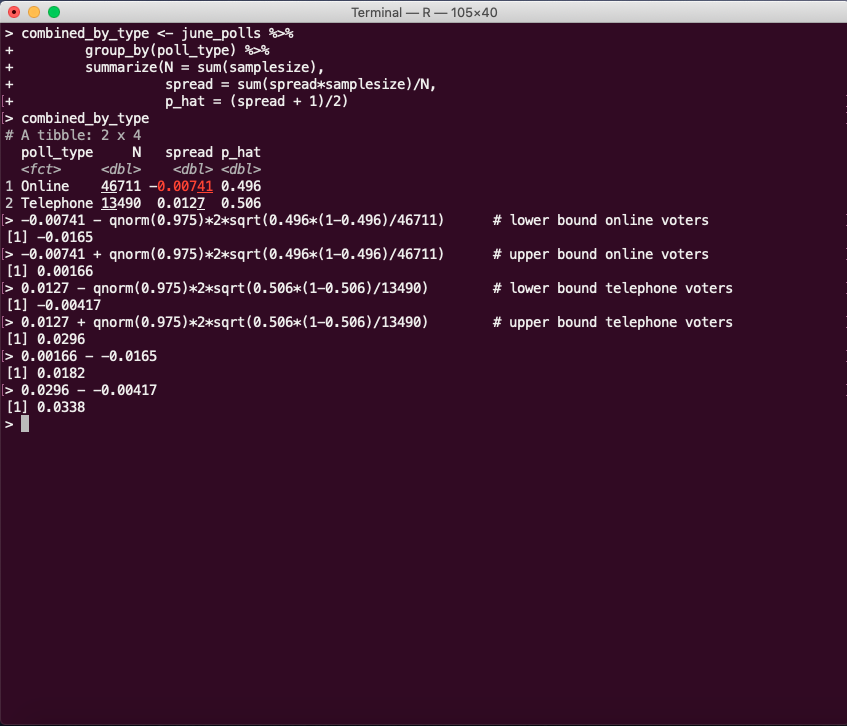 Terminal — R — 105×40
> combined_by_type <- june_polls %>%
+         group_by(poll_type) %>%
+         summarize(N = sum(samplesize),
+                   spread = sum(spread*samplesize)/N,
[+                   p_hat = (spread + 1)/2)
[> combined_by_type
# A tibble: 2 x 4
  poll_type     N   spread p_hat
  <fct>     <dbl>    <dbl> <dbl>
1 Online    46711 -0.00741 0.496
2 Telephone 13490  0.0127  0.506
[> -0.00741 - qnorm(0.975)*2*sqrt(0.496*(1-0.496)/46711)      # lower bound online voters
[1] -0.0165
[> -0.00741 + qnorm(0.975)*2*sqrt(0.496*(1-0.496)/46711)      # upper bound online voters
[1] 0.00166
[> 0.0127 - qnorm(0.975)*2*sqrt(0.506*(1-0.506)/13490)        # lower bound telephone voters
[1] -0.00417
[> 0.0127 + qnorm(0.975)*2*sqrt(0.506*(1-0.506)/13490)        # upper bound telephone voters
[1] 0.0296
[> 0.00166 - -0.0165
[1] 0.0182
[> 0.0296 - -0.00417
[1] 0.0338
>